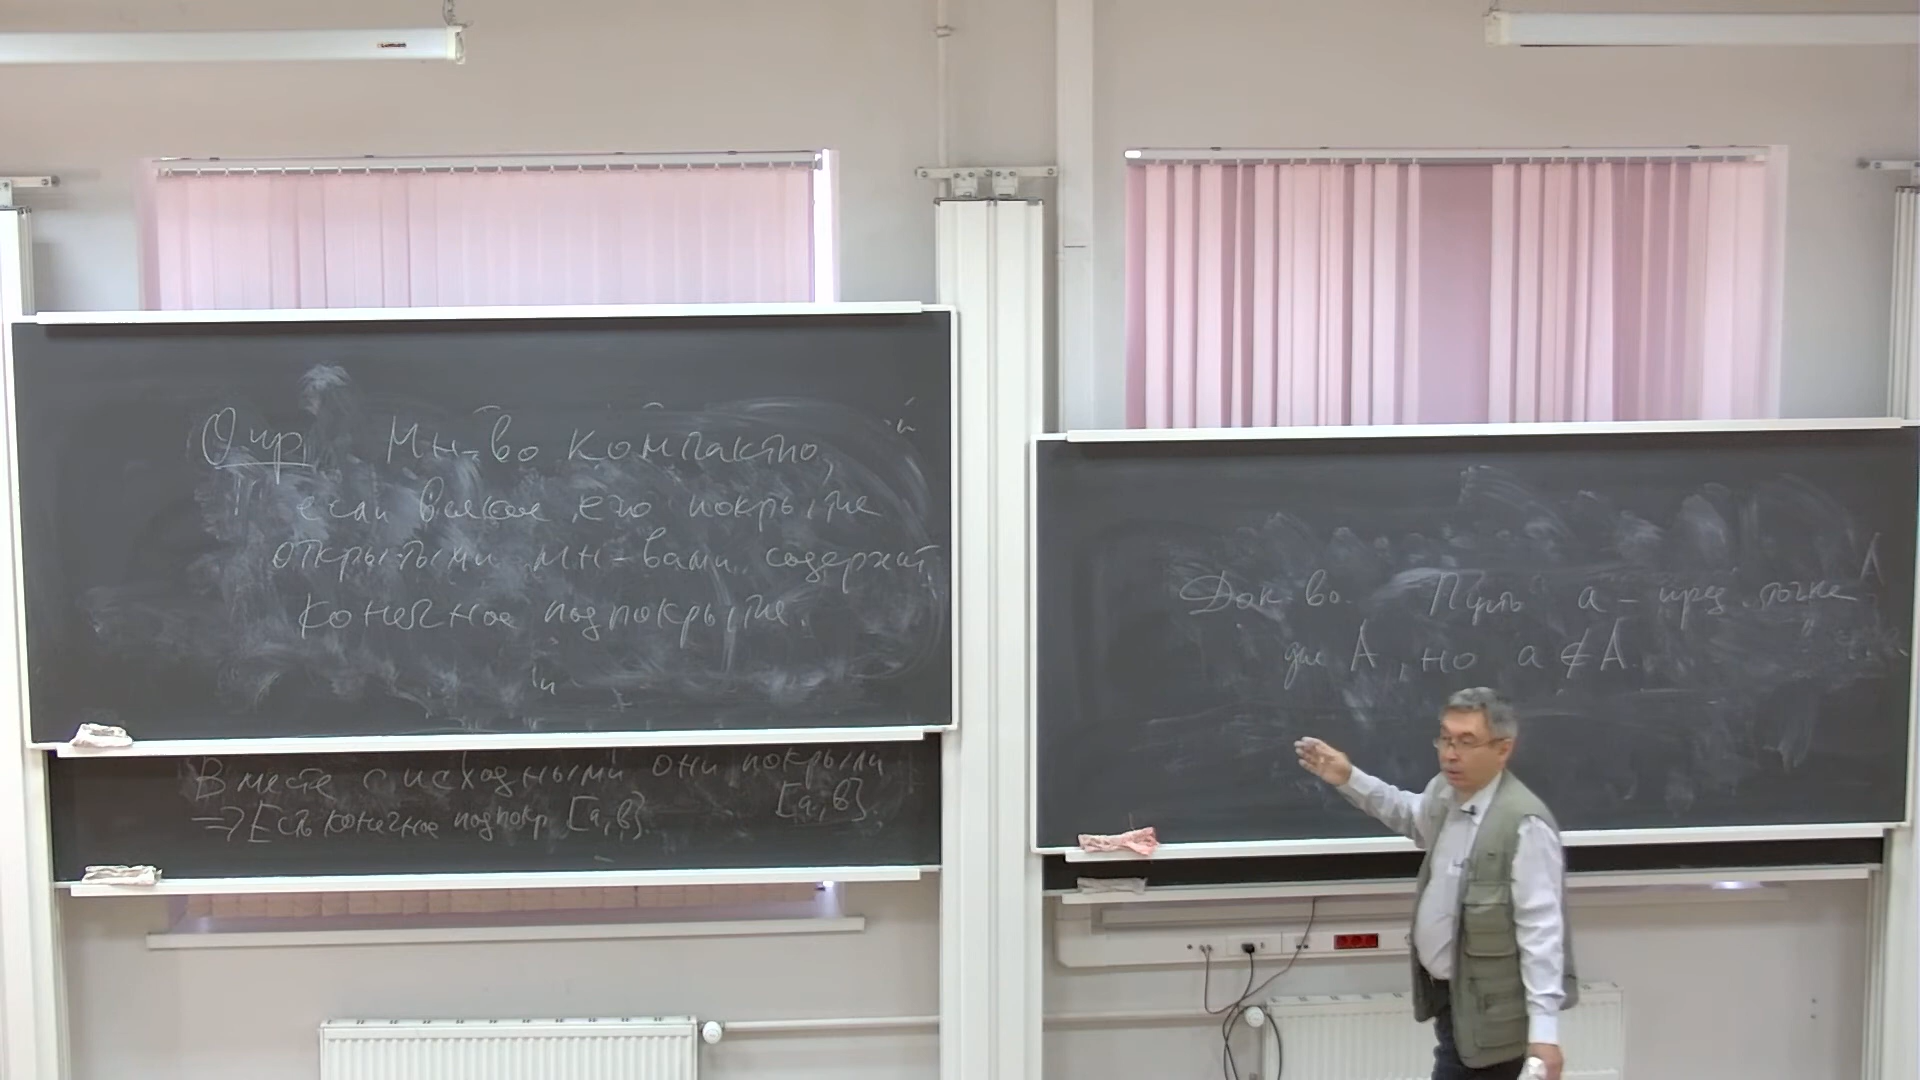 Опр. Мн-во компактно,
если всякое его покрытие
открытыми мн-вами содержит
конечное подпокрытие.
Вместе с исходными они покрыли
[a, b].
⇒ Есть конечное подпокр [a, b].
Док-во. Пусть a – пред. точка
для A, но a ∉ A.